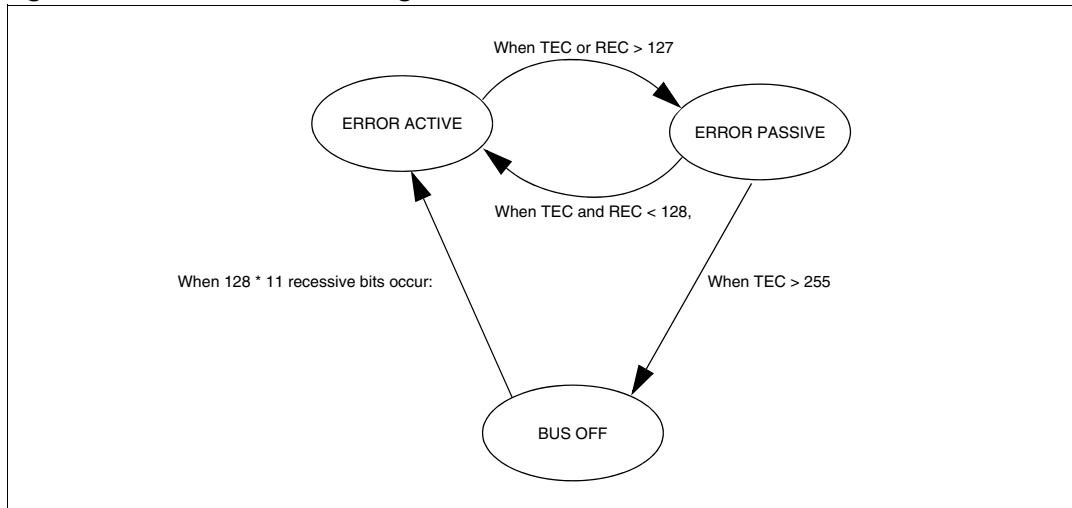 When TEC or REC > 127
ERROR ACTIVE
ERROR PASSIVE
When TEC and REC < 128,
When 128 * 11 recessive bits occur:
When TEC > 255
BUS OFF